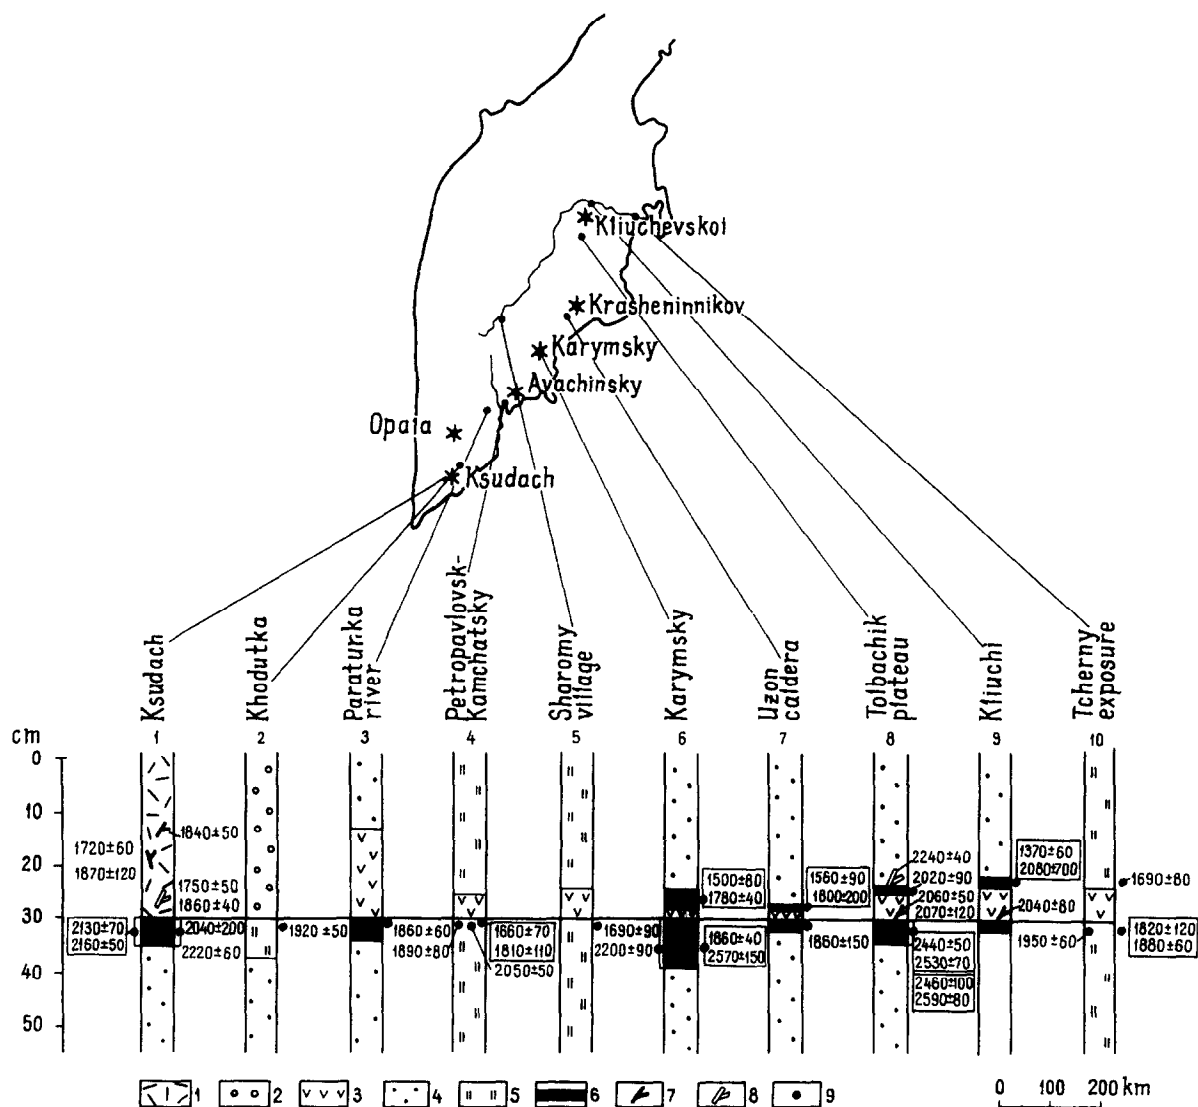 Kliuchevskoi
Krasheninnikov
Karymsky
Avachinsky
Opala
Ksudach
Ksudach
Khodutka
Paratunka
river
Petropavlovsk-
Kamchatsky
Sharomy
village
Karymsky
Uzon
caldera
Tolbachik
plateau
Kliuchi
Tcherny
exposure
cm 1 2 3 4 5 6 7 8 9 10
0
10
20
30
40
50
1840±50
1720±60
1870±120
1750±50
1860±40
2130±70
2160±50
2040±200
2220±60
1920±50
1860±60
1890±80
1660±70
1810±110
2050±50
1690±90
2200±90
1500±80
1780±40
1860±40
2570±150
1560±90
1800±200
1860±150
2240±40
2020±90
2060±50
2070±120
2440±50
2530±70
2460±100
2590±80
1370±60
2080±700
2040±80
1950±60
1690±80
1820±120
1880±60
1 2 3 4 5 6 7 8 9
0 100 200 km